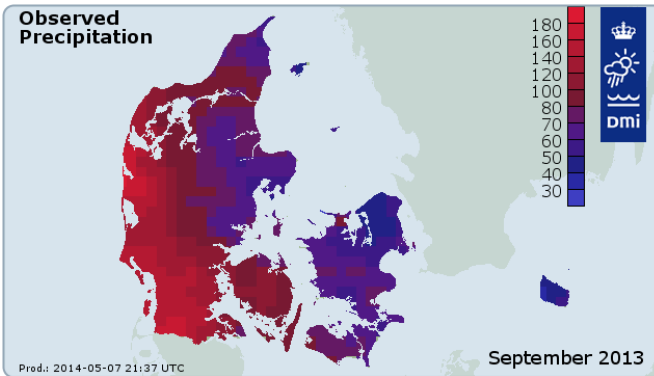 Observed
Precipitation
180
160
140
120
100
80
70
60
50
40
30
DMI
September 2013
Prod.: 2014-05-07 21:37 UTC